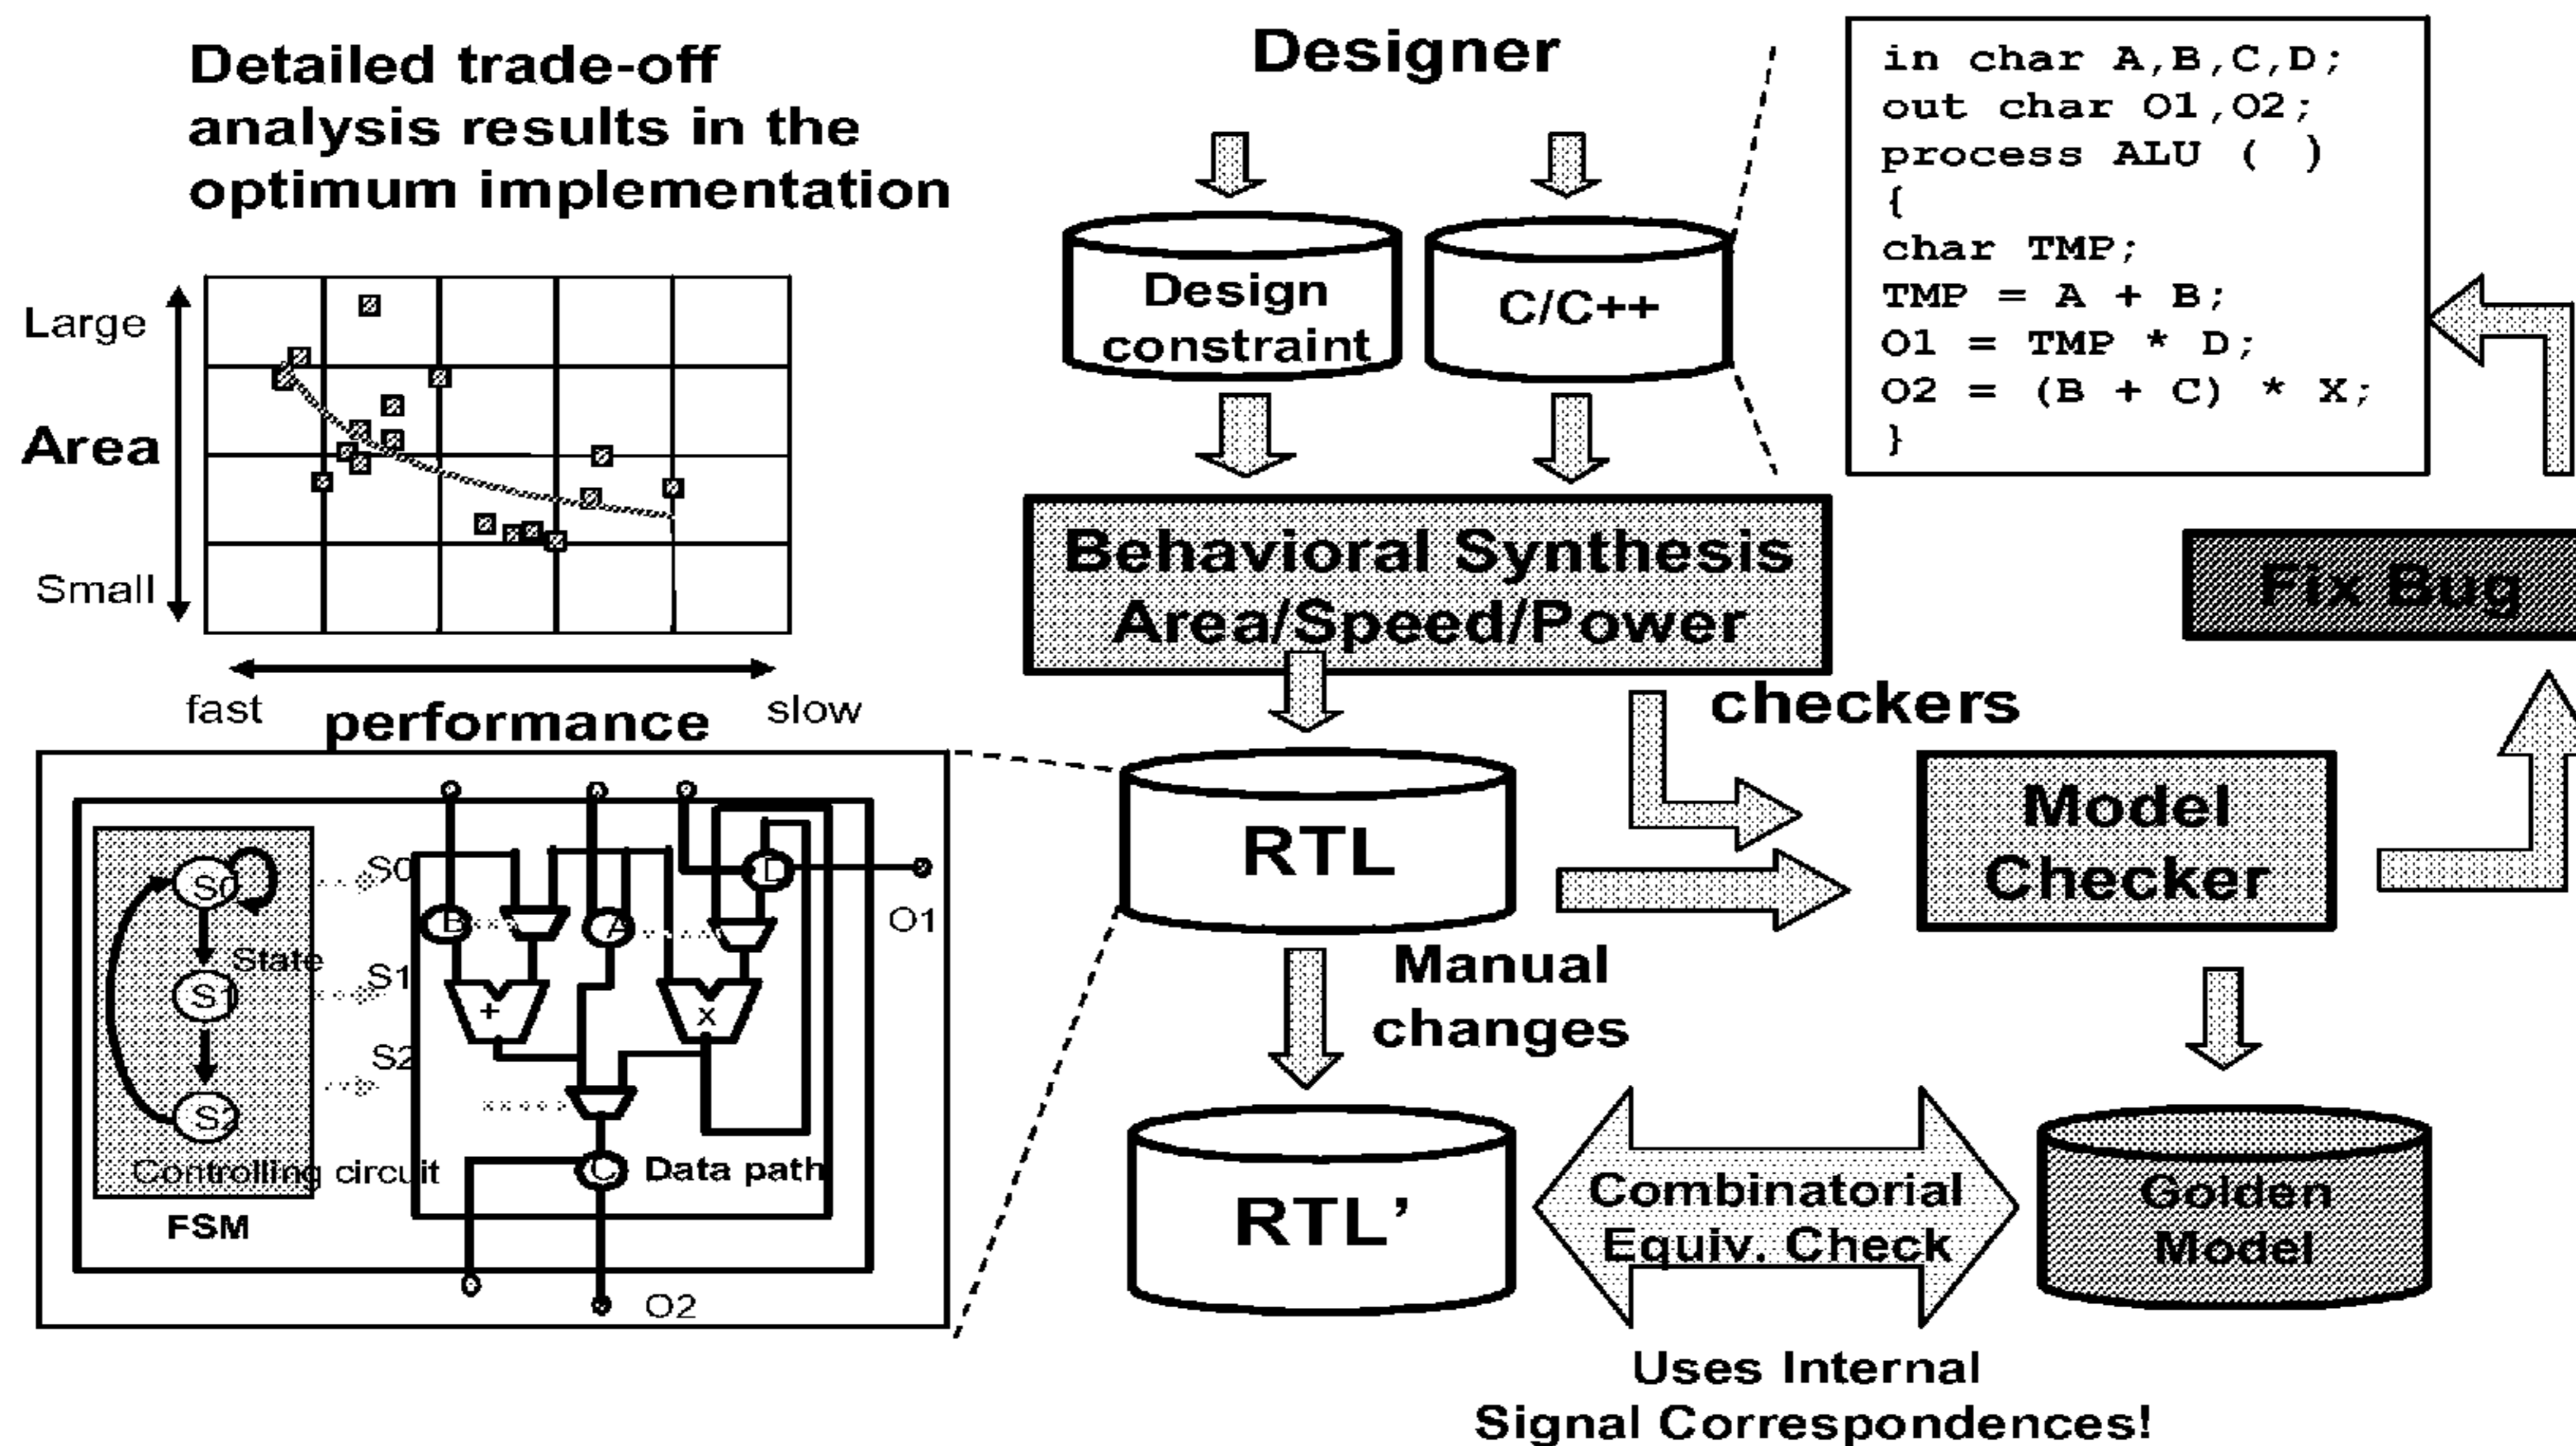 Detailed trade-off
analysis results in the
optimum implementation
Large
Area
Small
fast
performance
slow
Designer
Design
constraint
C/C++
in char A,B,C,D;
out char O1,O2;
process ALU ( )
{
char TMP;
TMP = A + B;
O1 = TMP * D;
O2 = (B + C) * X;
}
Behavioral Synthesis
Area/Speed/Power
Fix Bug
checkers
RTL
Model
Checker
Manual
changes
RTL'
Combinatorial
Equiv. Check
Golden
Model
Uses Internal
Signal Correspondences!
S0
State
S1
S2
Controlling circuit
FSM
S0
S1
S2
B
A
D
+
x
C
Data path
O1
O2